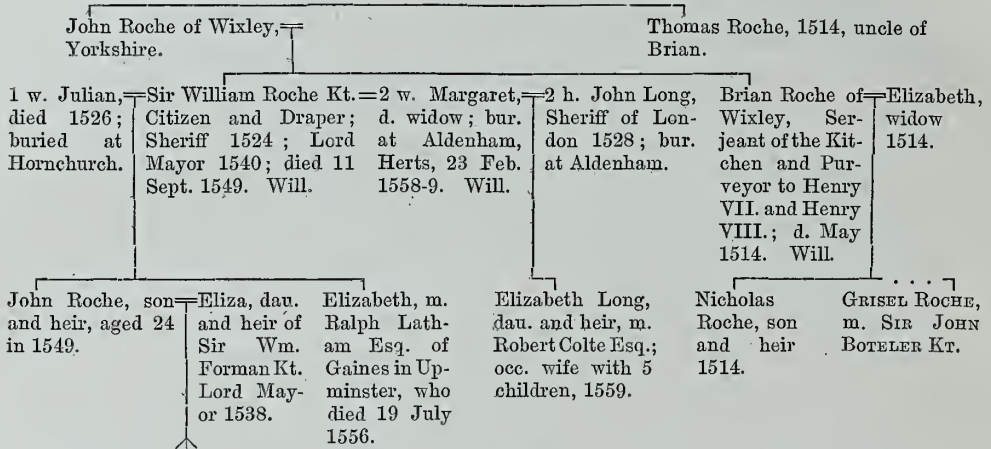 John Roche of Wixley,
Yorkshire.
Thomas Roche, 1514, uncle of
Brian.
1 w. Julian,
died 1526;
buried at
Hornchurch.
Sir William Roche Kt.
Citizen and Draper;
Sheriff 1524 ; Lord
Mayor 1540; died 11
Sept. 1549. Will.
2 w. Margaret,
d. widow; bur.
at Aldenham,
Herts, 23 Feb.
1558-9. Will.
2 h. John Long,
Sheriff of Lon-
don 1528; bur.
at Aldenham.
Brian Roche of
Wixley, Ser-
jeant of the Kit-
chen and Pur-
veyor to Henry
VII. and Henry
VIII.; d. May
1514. Will.
Elizabeth,
widow
1514.
John Roche, son
and heir, aged 24
in 1549.
Eliza, dau.
and heir of
Sir Wm.
Forman Kt.
Lord May-
or 1538.
Elizabeth, m.
Ralph Lath-
am Esq. of
Gaines in Up-
minster, who
died 19 July
1556.
Elizabeth Long,
dau. and heir, m.
Robert Colte Esq.;
occ. wife with 5
children, 1559.
Nicholas
Roche, son
and heir
1514.
GRISEL ROCHE,
m. SIR JOHN
BOTELER KT.